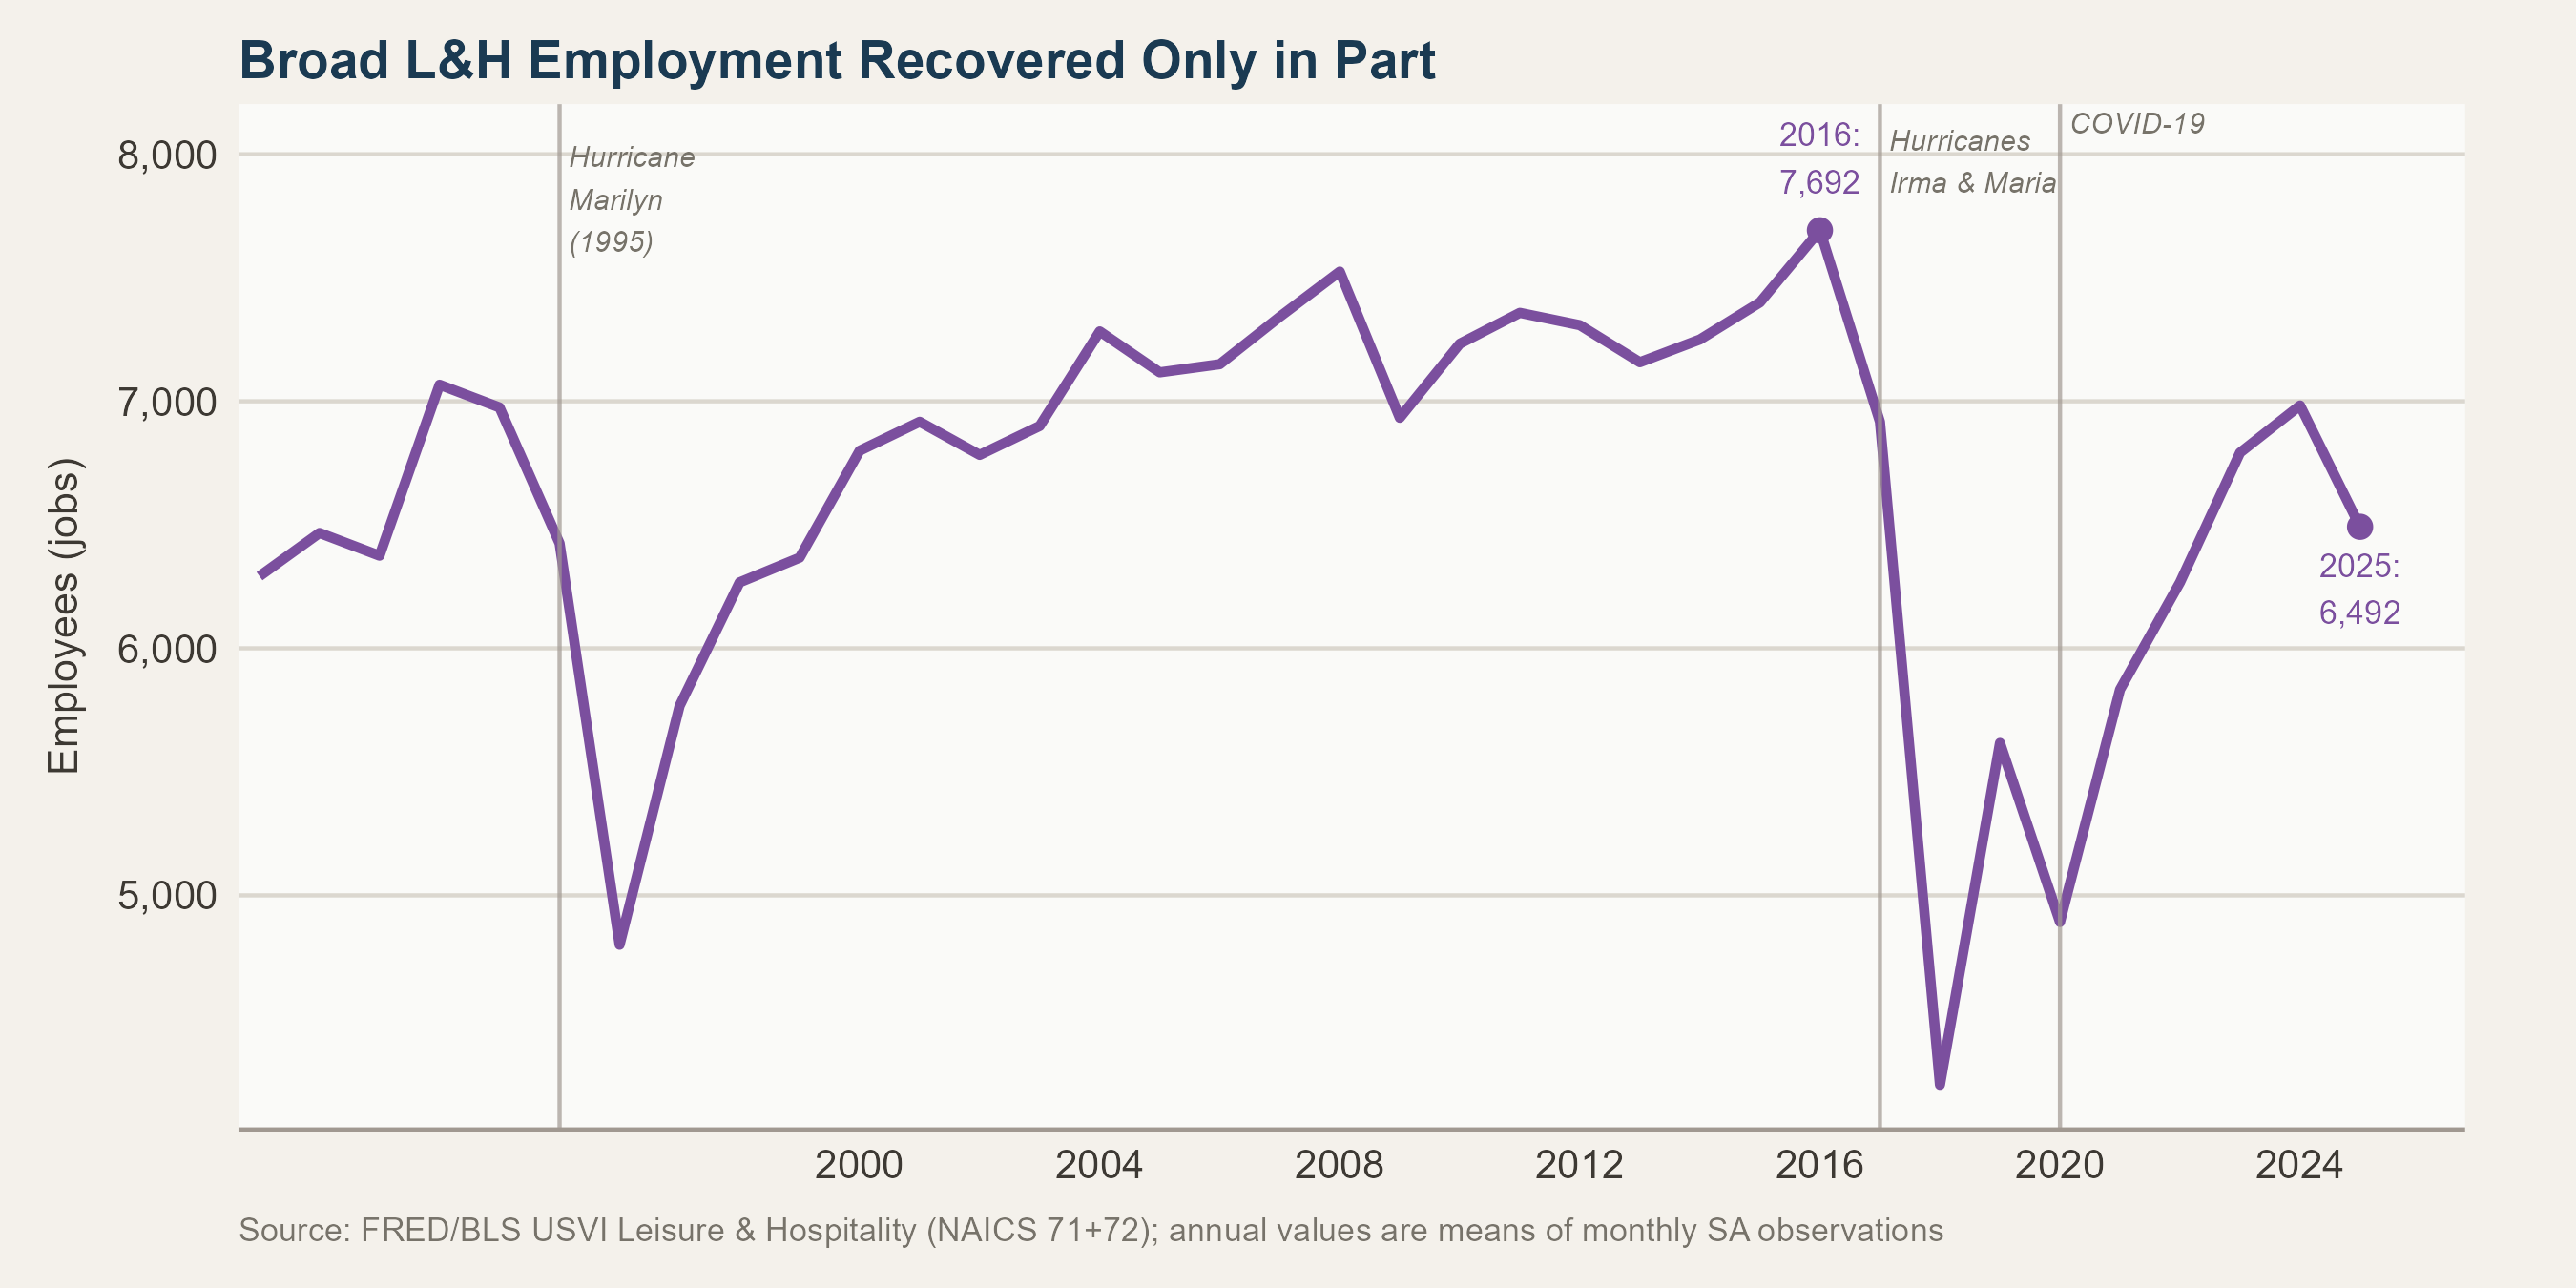 Broad L&H Employment Recovered Only in Part
Hurricane
Marilyn
(1995)
2016:
7,692
Hurricanes
Irma & Maria
COVID-19
8,000
7,000
6,000
5,000
Employees (jobs)
2025:
6,492
2000
2004
2008
2012
2016
2020
2024
Source: FRED/BLS USVI Leisure & Hospitality (NAICS 71+72); annual values are means of monthly SA observations